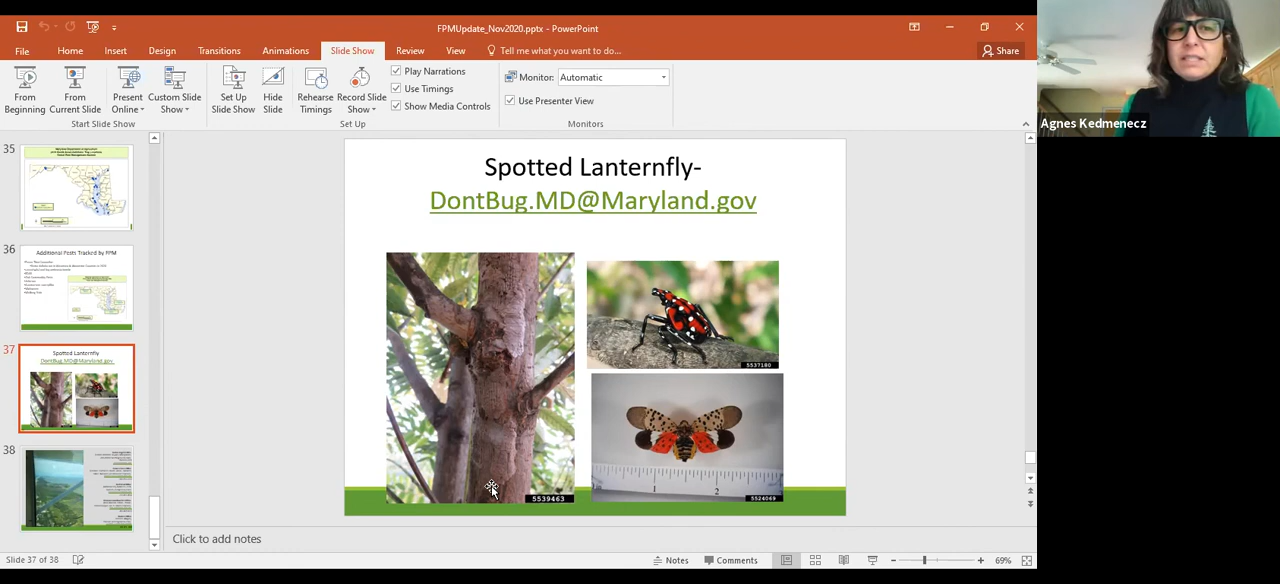 FPMUpdate_Nov2020.pptx - PowerPoint
File Home Insert Design Transitions Animations Slide Show Review View Tell me what you want to do... Share
From Beginning
From Current Slide
Present Online
Custom Slide Show
Start Slide Show
Set Up Slide Show
Hide Slide
Rehearse Timings
Record Slide Show
Play Narrations
Use Timings
Show Media Controls
Set Up
Monitor: Automatic
Use Presenter View
Monitors
Agnes Kedmenecz
35
36
Additional Pests Tracked by FPM
37
Spotted Lanternfly
DontBug.MD@Maryland.gov
38
Spotted Lanternfly-
DontBug.MD@Maryland.gov
5539463
5537180
1 2
5524069
Click to add notes
Slide 37 of 38
Notes Comments 69%